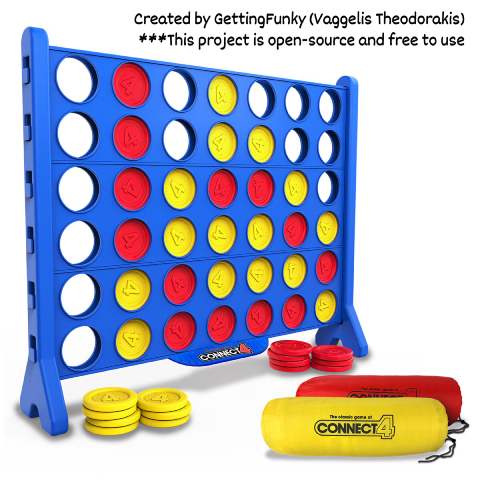 Created by GettingFunky (Vaggelis Theodorakis)
***This project is open-source and free to use
CONNECT4
The classic game of
CONNECT4